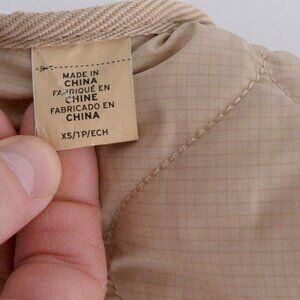 MADE IN
CHINA
FABRIQUÉ EN
CHINE
FABRICADO EN
CHINA
XS/1P/ECH